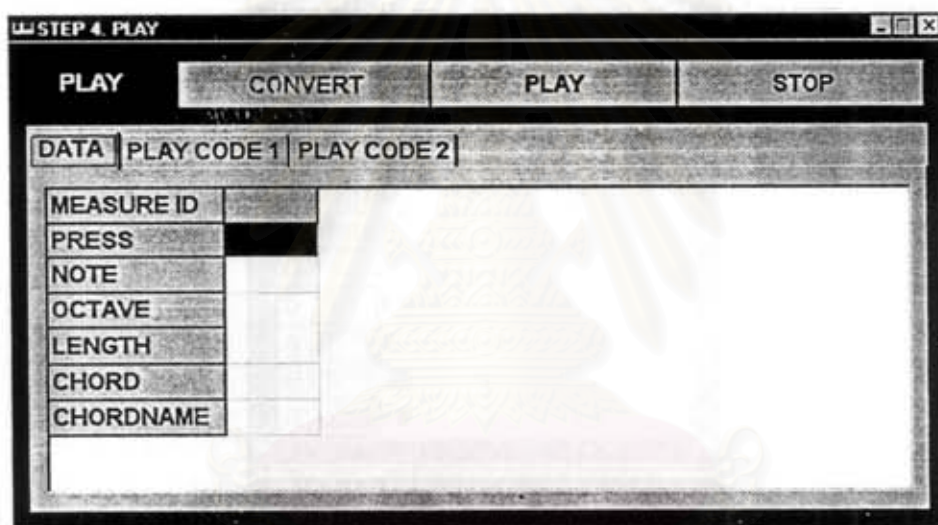 STEP 4. PLAY
PLAY CONVERT PLAY STOP
DATA PLAY CODE 1 PLAY CODE 2
MEASURE ID
PRESS
NOTE
OCTAVE
LENGTH
CHORD
CHORDNAME